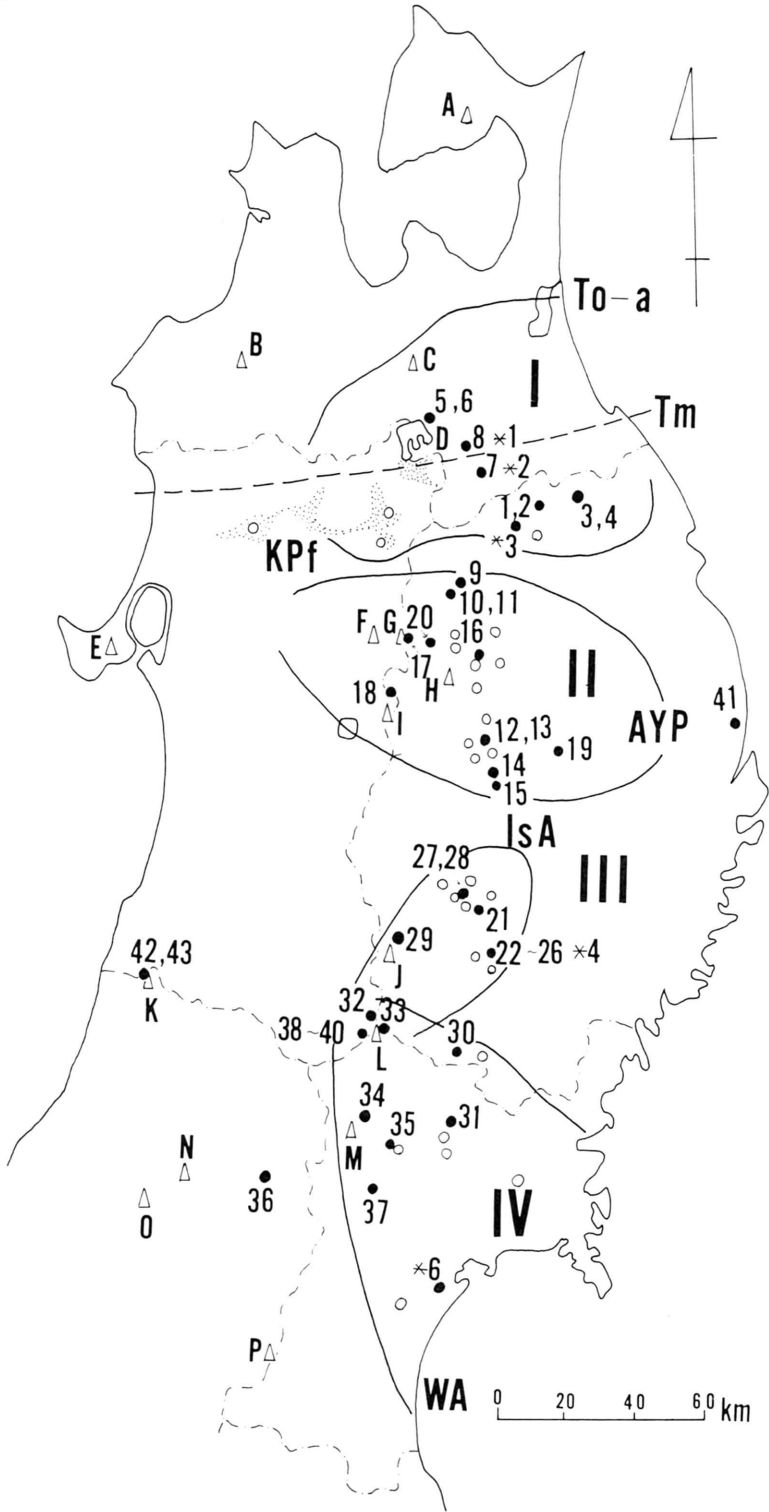 A
To-a
B
C
I
5,6
Tm
D
8 *1
7 *2
1,2
3,4
KPf
*3
9
10,11
F
G
20
16
E
17
H
II
18
41
I
12,13
AYP
19
14
15
IsA
27,28
III
21
29
22~26 *4
42,43
J
K
32
33
38~40
30
L
34
35
31
M
N
36
37
IV
O
*6
P
WA
0 20 40 60 km